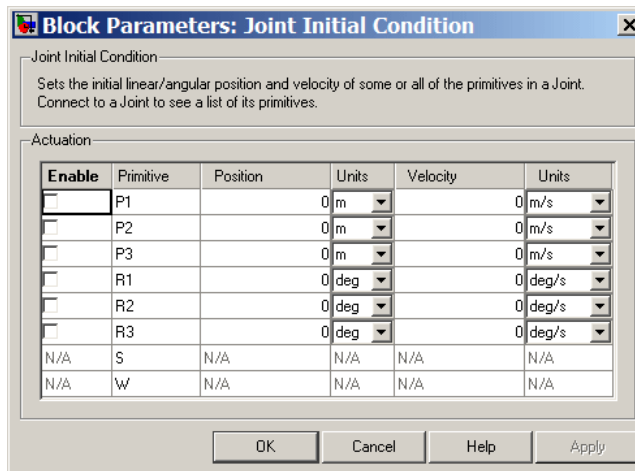 Block Parameters: Joint Initial Condition
Joint Initial Condition
Sets the initial linear/angular position and velocity of some or all of the primitives in a Joint.
Connect to a Joint to see a list of its primitives.
Actuation
Enable Primitive Position Units Velocity Units
P1 0 m 0 m/s
P2 0 m 0 m/s
P3 0 m 0 m/s
R1 0 deg 0 deg/s
R2 0 deg 0 deg/s
R3 0 deg 0 deg/s
N/A S N/A N/A N/A N/A
N/A W N/A N/A N/A N/A
OK Cancel Help Apply